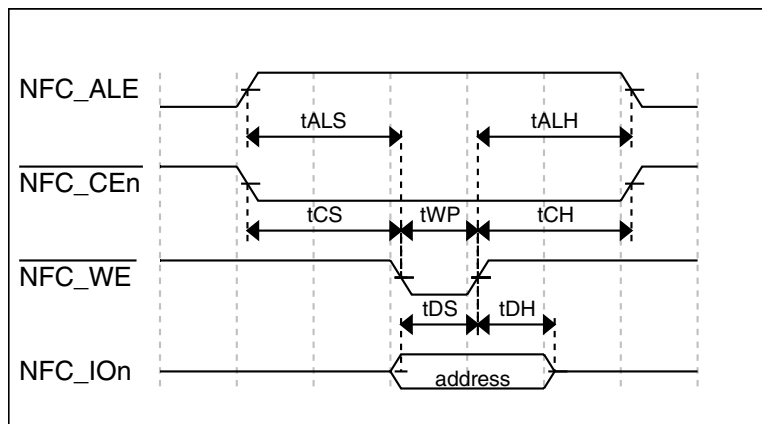 NFC_ALE
tALS tALH
NFC_CEn
tCS tWP tCH
NFC_WE
tDS tDH
NFC_IOn address